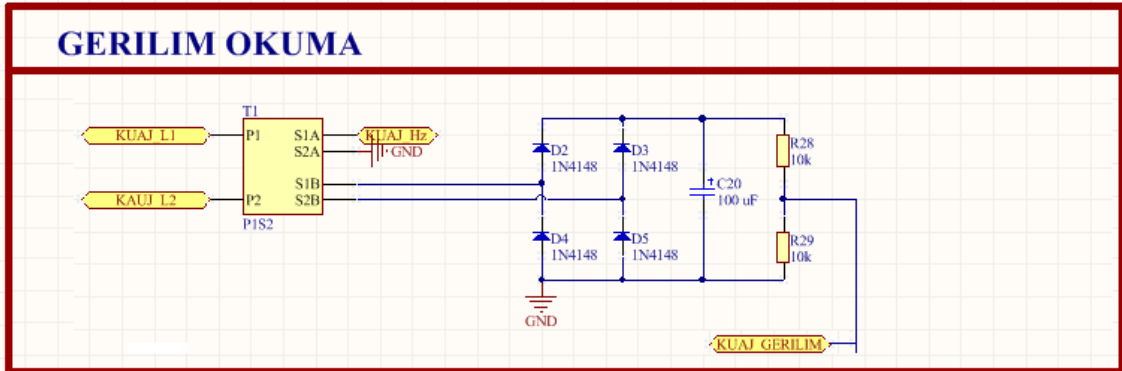 GERILIM OKUMA
T1
KUAJ_L1
P1
S1A
KUAJ_Hz
S2A
GND
S1B
KAUJ_L2
P2
S2B
P1S2
D2
1N4148
D3
1N4148
C20
100 uF
R28
10k
D4
1N4148
D5
1N4148
R29
10k
GND
KUAJ_GERILIM